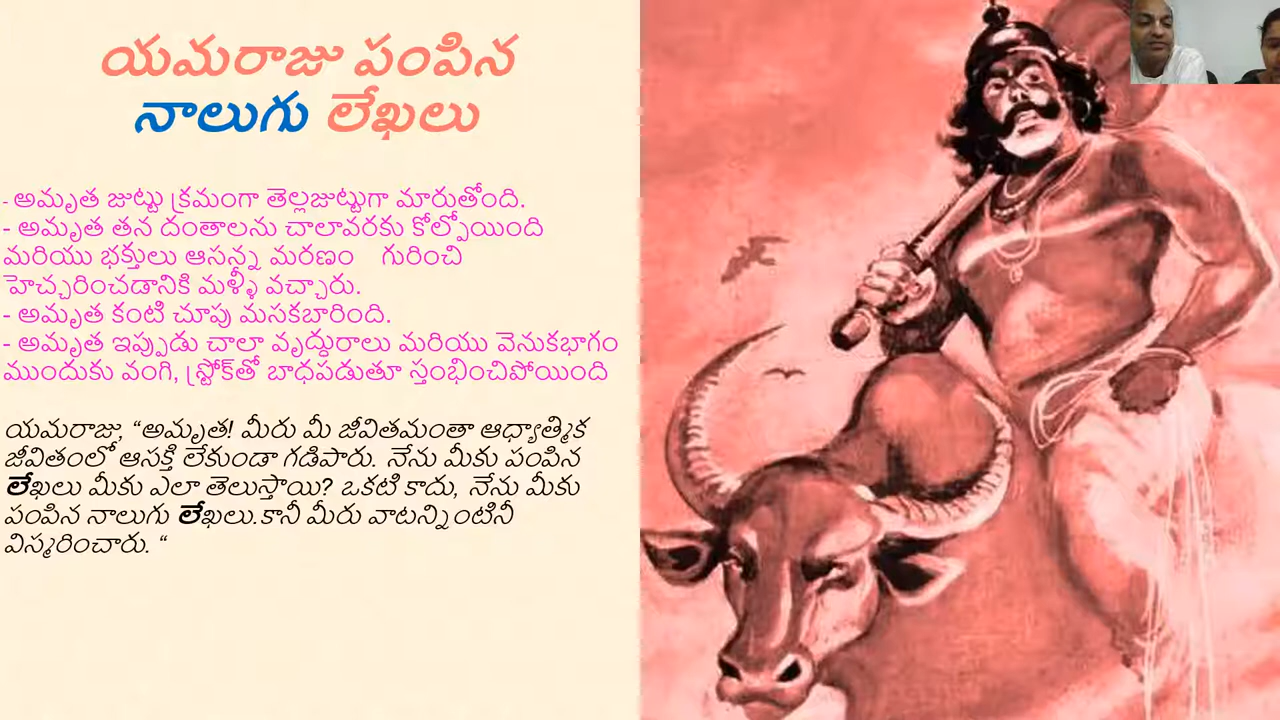 యమరాజు పంపిన
నాలుగు లేఖలు
- అమృత జుట్టు క్రమంగా తెల్లజుట్టుగా మారుతోంది.
- అమృత తన దంతాలను చాలావరకు కోల్పోయింది
మరియు భక్తులు ఆసన్న మరణం గురించి
హెచ్చరించడానికి మళ్ళీ వచ్చారు.
- అమృత కంటి చూపు మసకబారింది.
- అమృత ఇప్పుడు చాలా వృద్ధురాలు మరియు వెనుకభాగం
ముందుకు వంగి, స్ట్రోక్‌తో బాధపడుతూ స్తంభించిపోయింది
యమరాజు, “అమృత! మీరు మీ జీవితమంతా ఆధ్యాత్మిక
జీవితంలో ఆసక్తి లేకుండా గడిపారు. నేను మీకు పంపిన
లేఖలు మీకు ఎలా తెలుస్తాయి? ఒకటి కాదు, నేను మీకు
పంపిన నాలుగు లేఖలు.కానీ మీరు వాటన్నింటినీ
విస్మరించారు. “